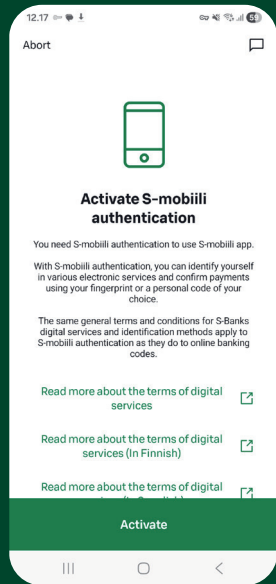 12.17
59
Abort
Activate S-mobiili
authentication
You need S-mobiili authentication to use S-mobiili app.
With S-mobiili authentication, you can identify yourself
in various electronic services and confirm payments
using your fingerprint or a personal code of your
choice.
The same general terms and conditions for S-Banks
digital services and identification methods apply to
S-mobiili authentication as they do to online banking
codes.
Read more about the terms of digital
services
Read more about the terms of digital
services (In Finnish)
Read more about the terms of digital
Activate